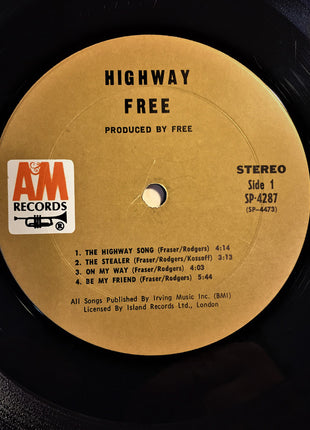 HIGHWAY
FREE
PRODUCED BY FREE
A&M
RECORDS
®
STEREO
Side 1
SP-4287
(SP-4473)
1. THE HIGHWAY SONG (Fraser/Rodgers) 4:14
2. THE STEALER (Fraser/Rodgers/Kossoff) 3:13
3. ON MY WAY (Fraser/Rodgers) 4:03
4. BE MY FRIEND (Fraser/Rodgers) 5:44
All Songs Published By Irving Music Inc. (BMI)
Licensed By Island Records Ltd., London